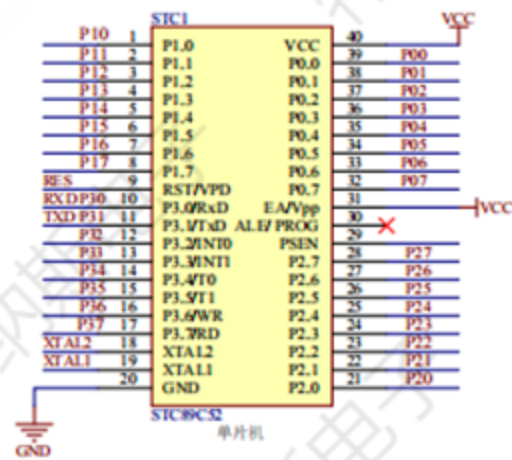 STC1
VCC
P10 1 P1.0 VCC 40
P11 2 P1.1 P0.0 39 P00
P12 3 P1.2 P0.1 38 P01
P13 4 P1.3 P0.2 37 P02
P14 5 P1.4 P0.3 36 P03
P15 6 P1.5 P0.4 35 P04
P16 7 P1.6 P0.5 34 P05
P17 8 P1.7 P0.6 33 P06
RES 9 RST/VPD P0.7 32 P07
RXDP30 10 P3.0/RxD EA/Vpp 31 VCC
TXD P31 11 P3.1/TxD ALE/PROG 30
P32 12 P3.2/INT0 PSEN 29
P33 13 P3.3/INT1 P2.7 28 P27
P34 14 P3.4/T0 P2.6 27 P26
P35 15 P3.5/T1 P2.5 26 P25
P36 16 P3.6/WR P2.4 25 P24
P37 17 P3.7/RD P2.3 24 P23
XTAL2 18 XTAL2 P2.2 23 P22
XTAL1 19 XTAL1 P2.1 22 P21
20 GND P2.0 21 P20
STC89C52
单片机
GND